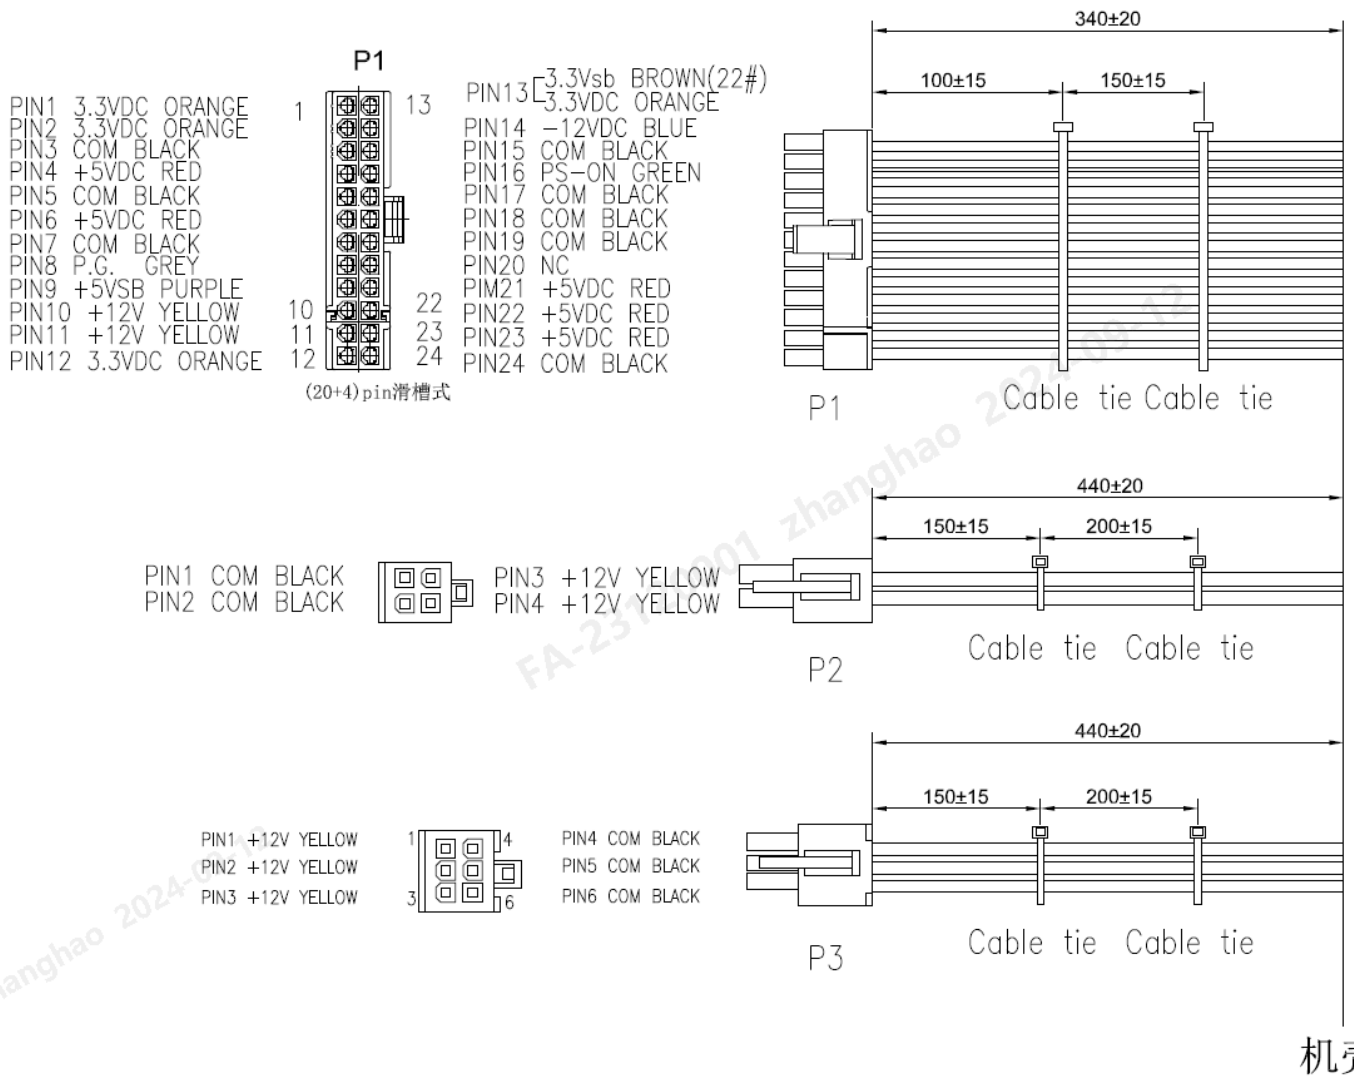 340±20
100±15 150±15
P1
PIN1 3.3VDC ORANGE
PIN2 3.3VDC ORANGE
PIN3 COM BLACK
PIN4 +5VDC RED
PIN5 COM BLACK
PIN6 +5VDC RED
PIN7 COM BLACK
PIN8 P.G. GREY
PIN9 +5VSB PURPLE
PIN10 +12V YELLOW
PIN11 +12V YELLOW
PIN12 3.3VDC ORANGE
1 13
10 22
11 23
12 24
(20+4)pin滑槽式
3.3Vsb BROWN(22#)
PIN13
3.3VDC ORANGE
PIN14 -12VDC BLUE
PIN15 COM BLACK
PIN16 PS-ON GREEN
PIN17 COM BLACK
PIN18 COM BLACK
PIN19 COM BLACK
PIN20 NC
PIM21 +5VDC RED
PIN22 +5VDC RED
PIN23 +5VDC RED
PIN24 COM BLACK
P1
Cable tie Cable tie
440±20
150±15 200±15
PIN1 COM BLACK
PIN2 COM BLACK
PIN3 +12V YELLOW
PIN4 +12V YELLOW
P2
Cable tie Cable tie
440±20
150±15 200±15
PIN1 +12V YELLOW
PIN2 +12V YELLOW
PIN3 +12V YELLOW
1 4
3 6
PIN4 COM BLACK
PIN5 COM BLACK
PIN6 COM BLACK
P3
Cable tie Cable tie
zhanghao 2024-09-12
机壳